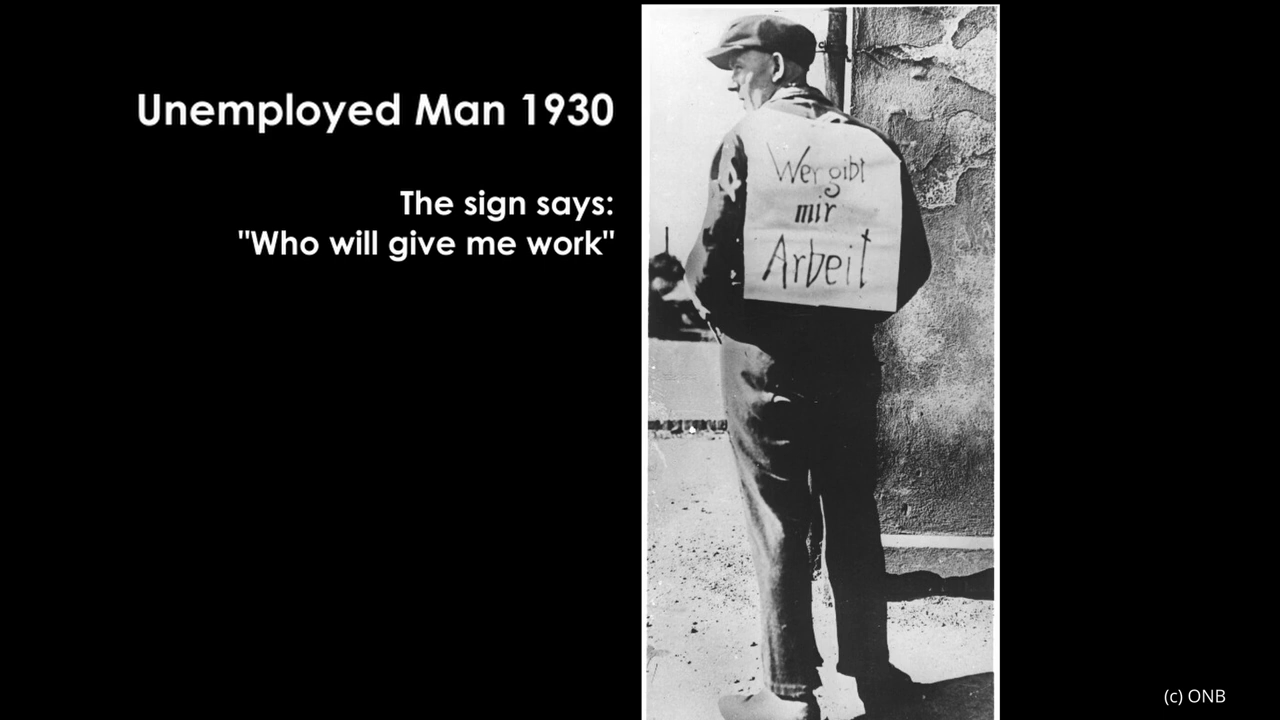 Unemployed Man 1930
The sign says:
"Who will give me work"
Wer gibt
mir
Arbeit
(c) ONB